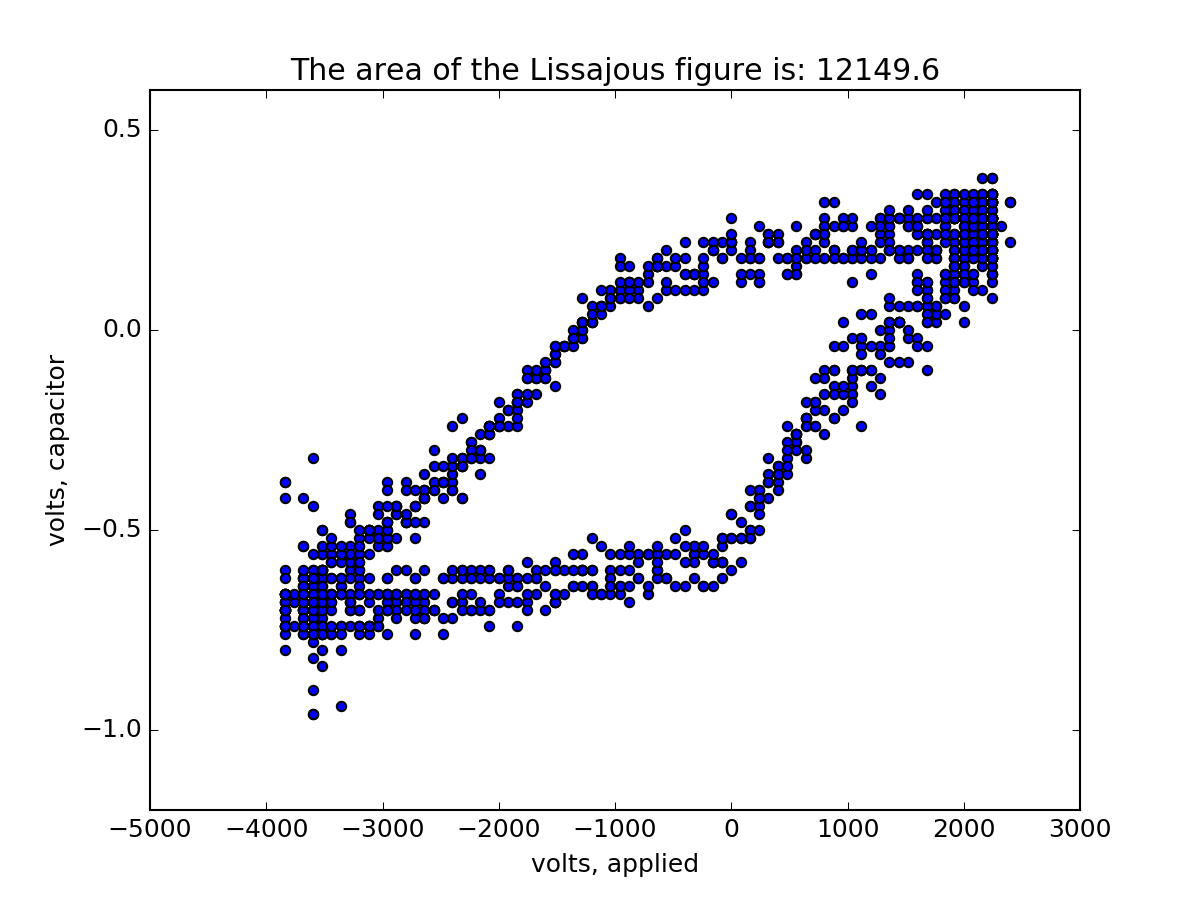 The area of the Lissajous figure is: 12149.6
0.5
0.0
−0.5
−1.0
volts, capacitor
−5000 −4000 −3000 −2000 −1000 0 1000 2000 3000
volts, applied